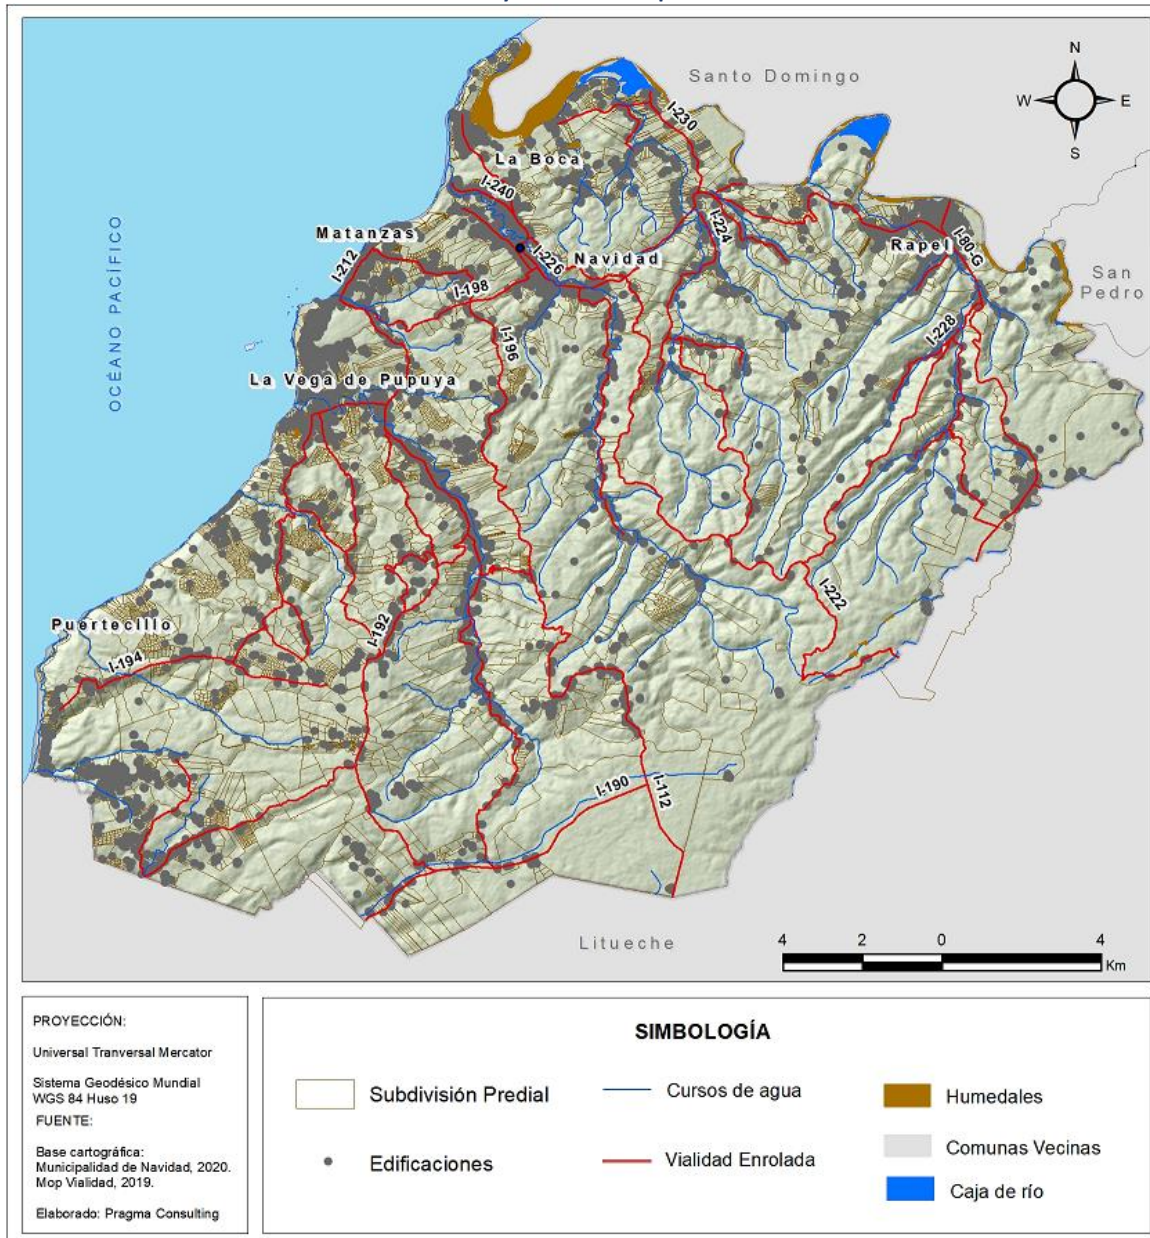 Santo Domingo
N
W
E
S
I-230
La Boca
I-240
I-224
OCÉANO PACÍFICO
Matanzas
I-212
I-226
Navidad
Rapel
I-80-G
I-198
San
Pedro
I-196
I-228
La Vega de Pupuya
I-222
I-192
Puertecillo
I-194
I-190
I-112
Litueche
4 2 0 4
Km
PROYECCIÓN:
Universal Tranversal Mercator
Sistema Geodésico Mundial
WGS 84 Huso 19
FUENTE:
Base cartográfica:
Municipalidad de Navidad, 2020.
Mop Vialidad, 2019.
Elaborado: Pragma Consulting
SIMBOLOGÍA
Subdivisión Predial
Cursos de agua
Humedales
Edificaciones
Vialidad Enrolada
Comunas Vecinas
Caja de río